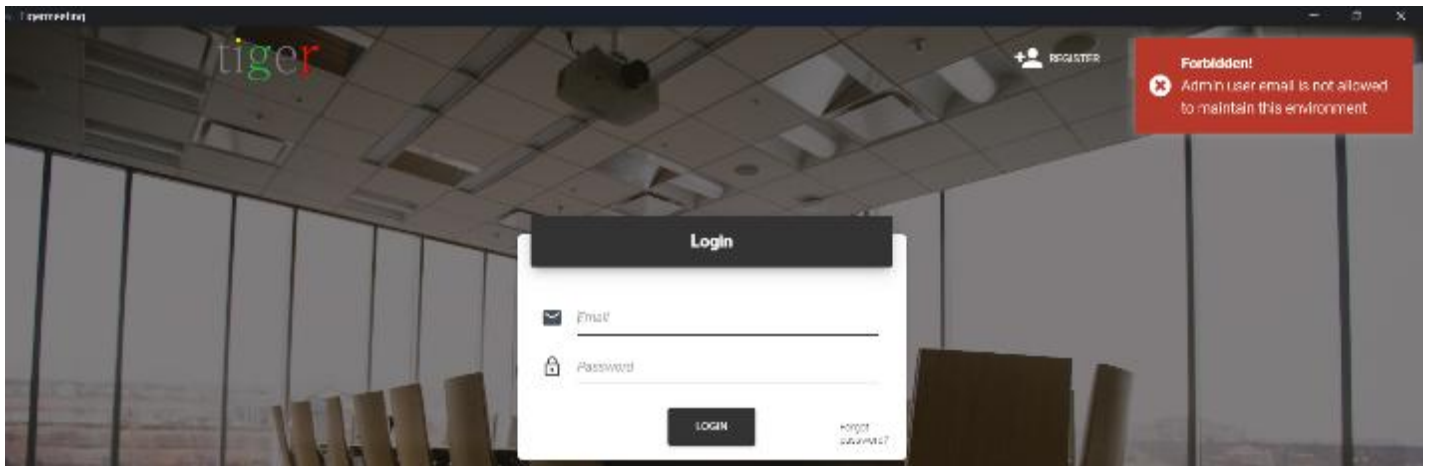 Tigermeeting
tiger
REGISTER
Forbidden!
Admin user email is not allowed
to maintain this environment
Login
Email
Password
LOGIN
Forgot
password?